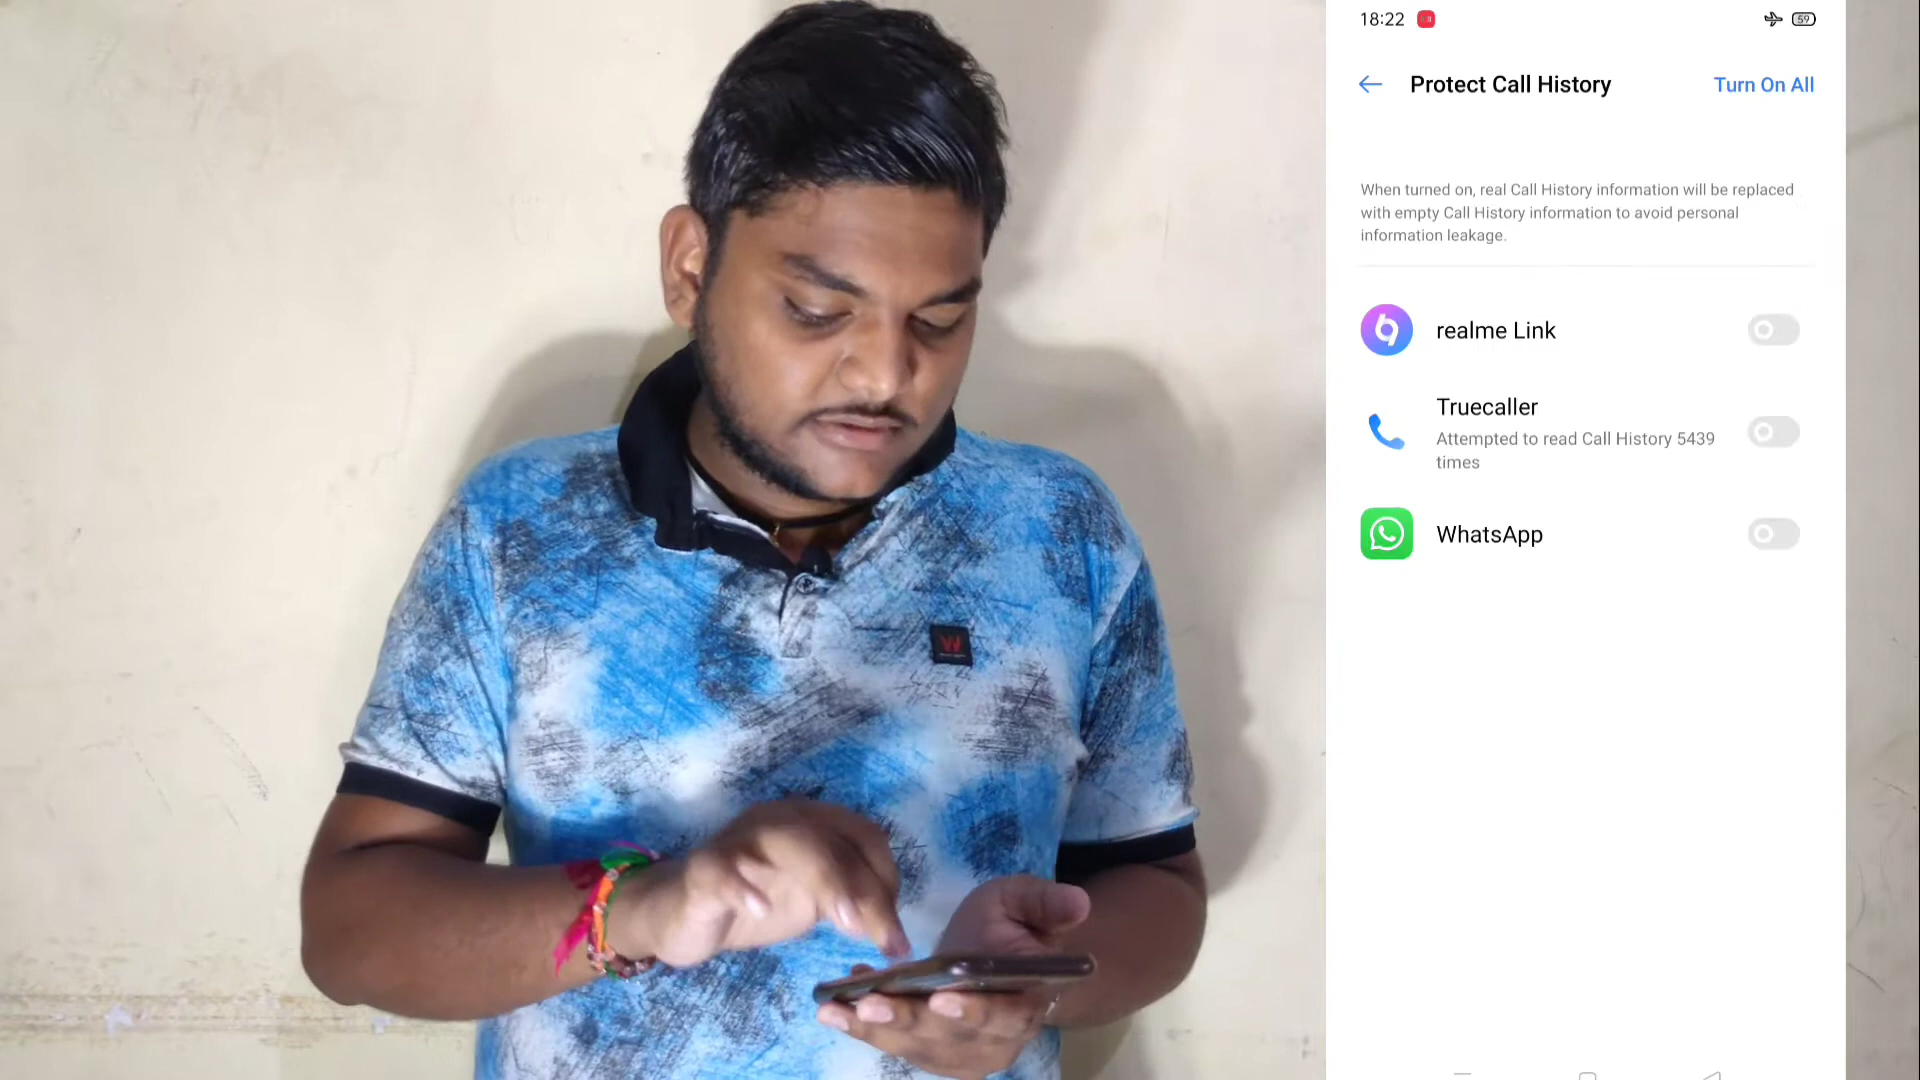 18:22
59
Protect Call History
Turn On All
When turned on, real Call History information will be replaced
with empty Call History information to avoid personal
information leakage.
realme Link
Truecaller
Attempted to read Call History 5439
times
WhatsApp
W